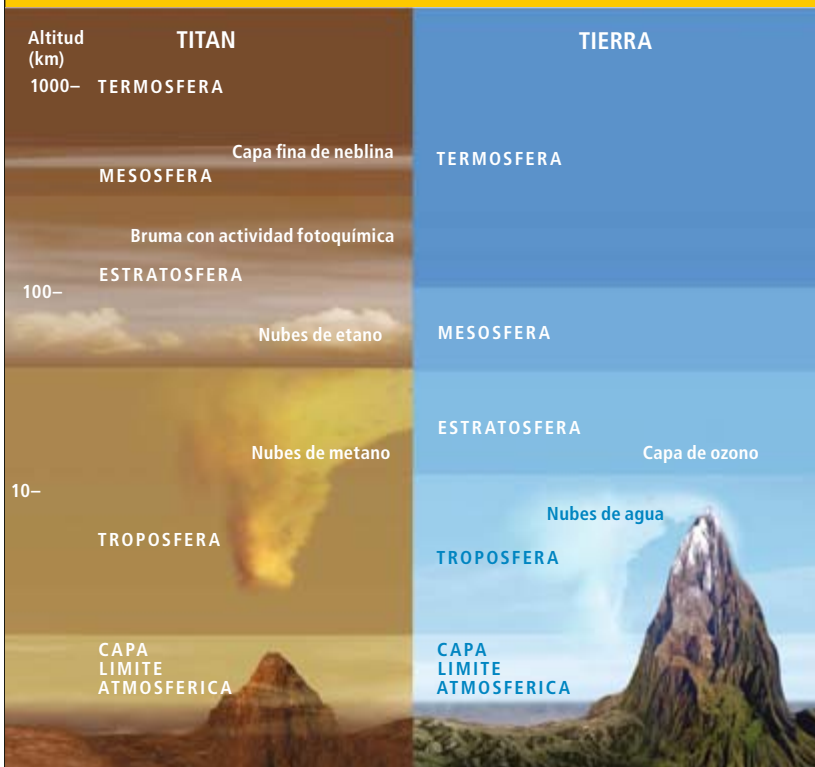 Altitud
(km)
TITAN
TIERRA
1000–
TERMOSFERA
Capa fina de neblina
MESOSFERA
TERMOSFERA
Bruma con actividad fotoquímica
ESTRATOSFERA
100–
Nubes de etano
MESOSFERA
ESTRATOSFERA
Nubes de metano
Capa de ozono
10–
Nubes de agua
TROPOSFERA
TROPOSFERA
CAPA
LIMITE
ATMOSFERICA
CAPA
LIMITE
ATMOSFERICA